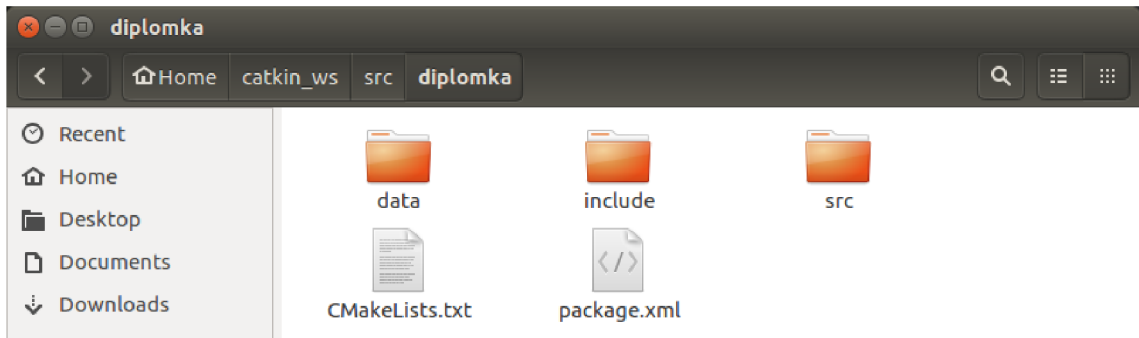 diplomka
Home catkin_ws src diplomka
Recent
Home
Desktop
Documents
Downloads
data include src
CMakeLists.txt package.xml